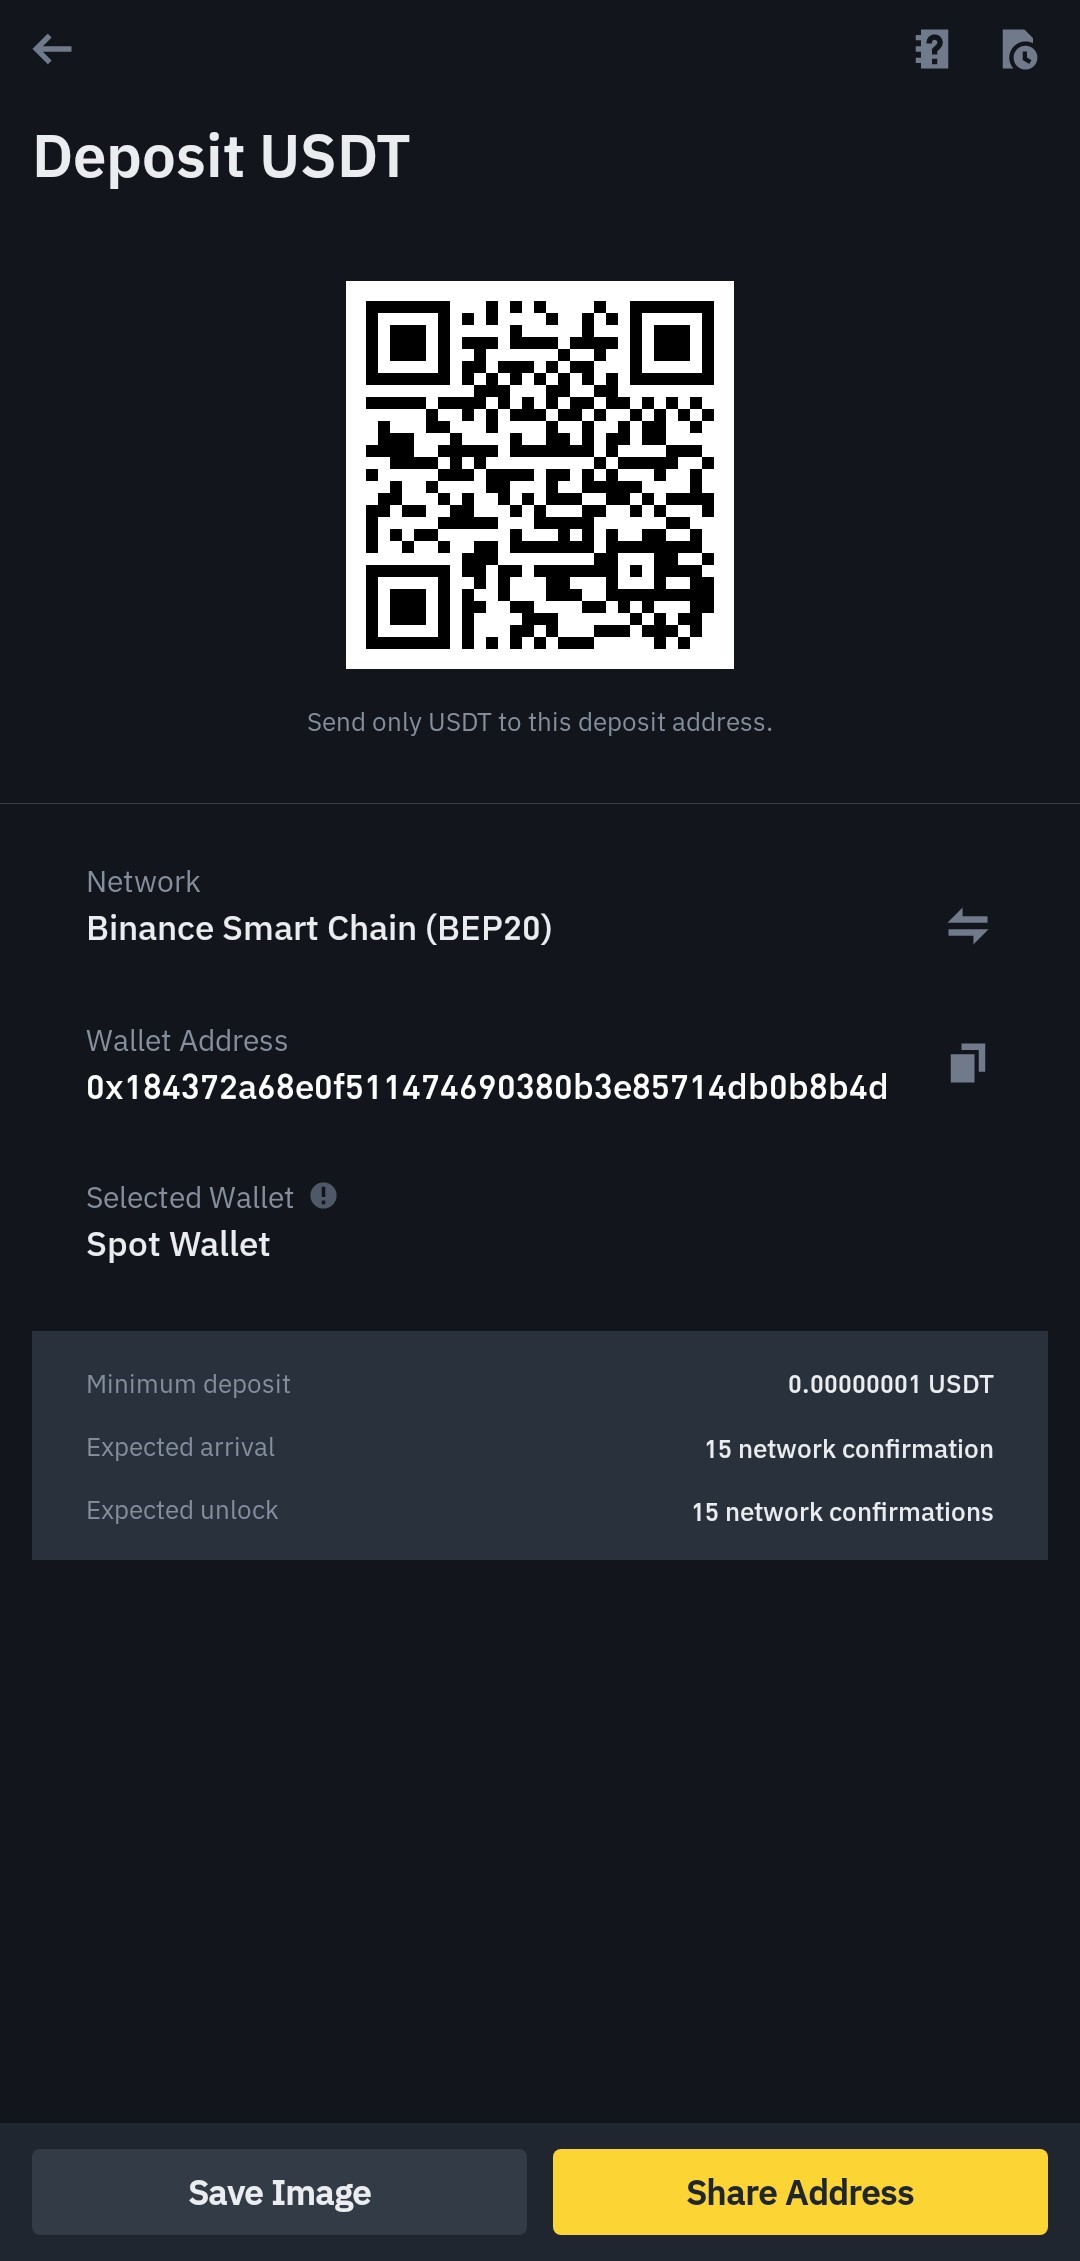 Deposit USDT
Send only USDT to this deposit address.
Network
Binance Smart Chain (BEP20)
Wallet Address
0x184372a68e0f511474690380b3e85714db0b8b4d
Selected Wallet
Spot Wallet
Minimum deposit 0.00000001 USDT
Expected arrival 15 network confirmation
Expected unlock 15 network confirmations
Save Image Share Address